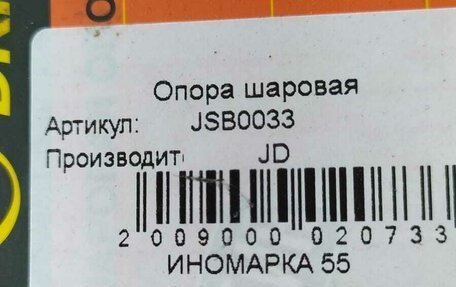 Опора шаровая
Артикул: JSB0033
Производит JD
2 009000 020733
ИНОМАРКА 55